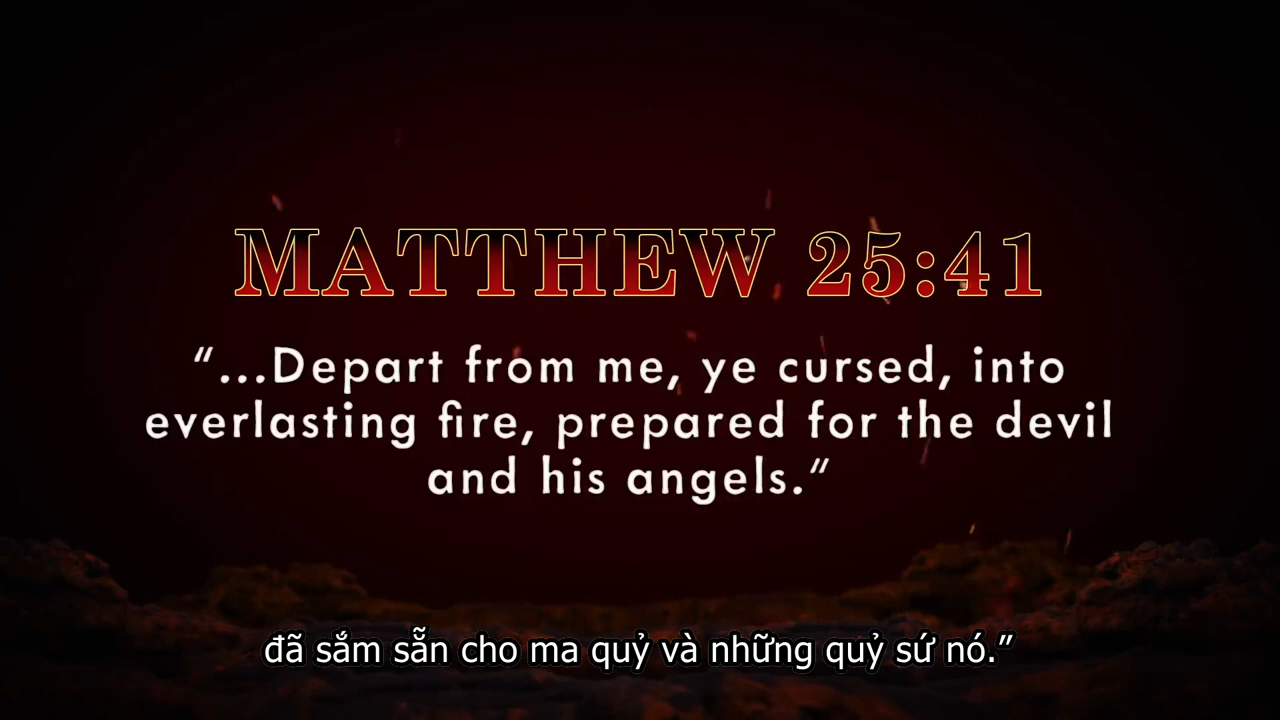 MATTHEW 25:41
“...Depart from me, ye cursed, into
everlasting fire, prepared for the devil
and his angels.“
đã sắm sẵn cho ma quỷ và những quỷ sứ nó.”